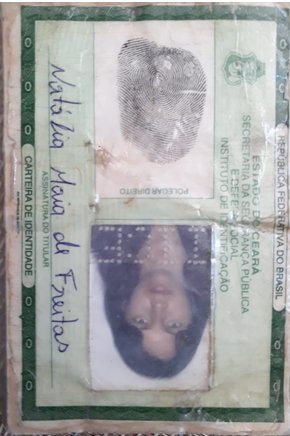 REPÚBLICA FEDERATIVA DO BRASIL
ESTADO DO CEARÁ
SECRETARIA DA SEGURANÇA PÚBLICA
E DEFESA SOCIAL
INSTITUTO DE IDENTIFICAÇÃO
POLEGAR DIREITO
Natália Maia de Freitas
ASSINATURA DO TITULAR
CARTEIRA DE IDENTIDADE